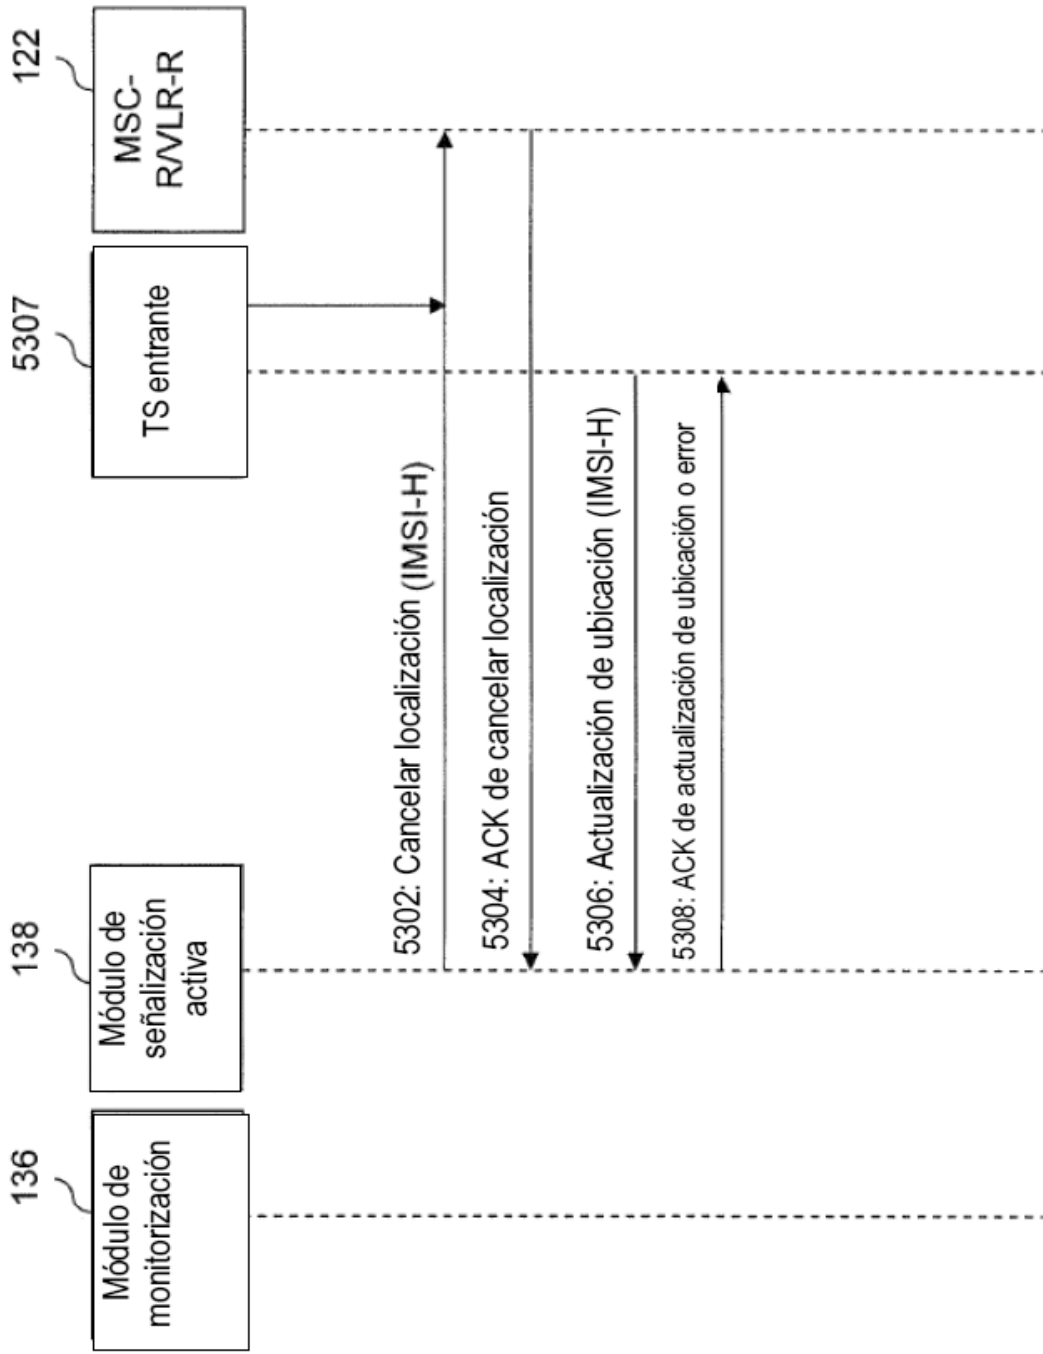 136
Módulo de
monitorización
138
Módulo de
señalización
activa
5307
TS entrante
122
MSC-
R/VLR-R
5302: Cancelar localización (IMSI-H)
5304: ACK de cancelar localización
5306: Actualización de ubicación (IMSI-H)
5308: ACK de actualización de ubicación o error